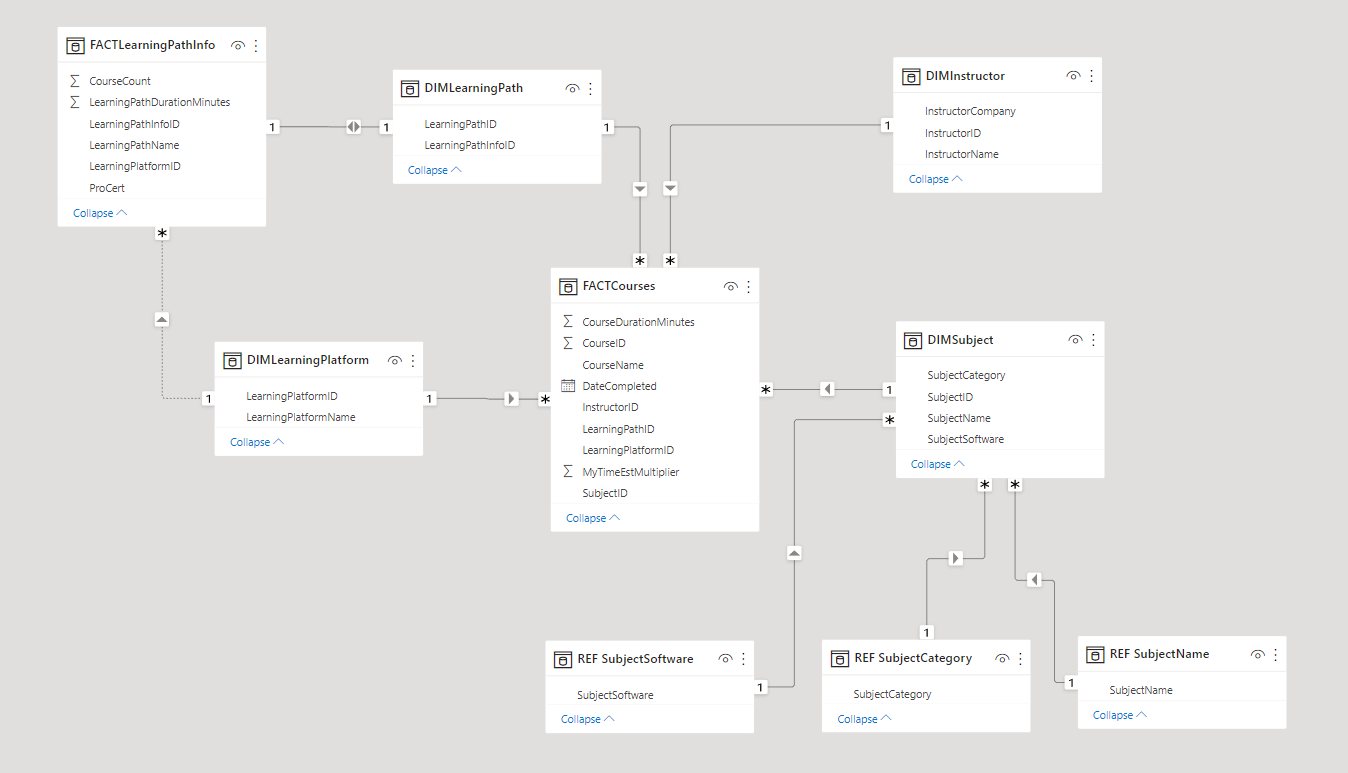 FACTLearningPathInfo
CourseCount
LearningPathDurationMinutes
LearningPathInfoID
LearningPathName
LearningPlatformID
ProCert
Collapse
1
*
DIMLearningPath
LearningPathID
LearningPathInfoID
Collapse
1
1
DIMInstructor
InstructorCompany
InstructorID
InstructorName
Collapse
1
DIMLearningPlatform
LearningPlatformID
LearningPlatformName
Collapse
1
1
*
*
FACTCourses
CourseDurationMinutes
CourseID
CourseName
DateCompleted
InstructorID
LearningPathID
LearningPlatformID
MyTimeEstMultiplier
SubjectID
Collapse
*
*
DIMSubject
SubjectCategory
SubjectID
SubjectName
SubjectSoftware
Collapse
1
*
*
*
REF SubjectSoftware
SubjectSoftware
Collapse
1
1
REF SubjectCategory
SubjectCategory
Collapse
REF SubjectName
SubjectName
Collapse
1